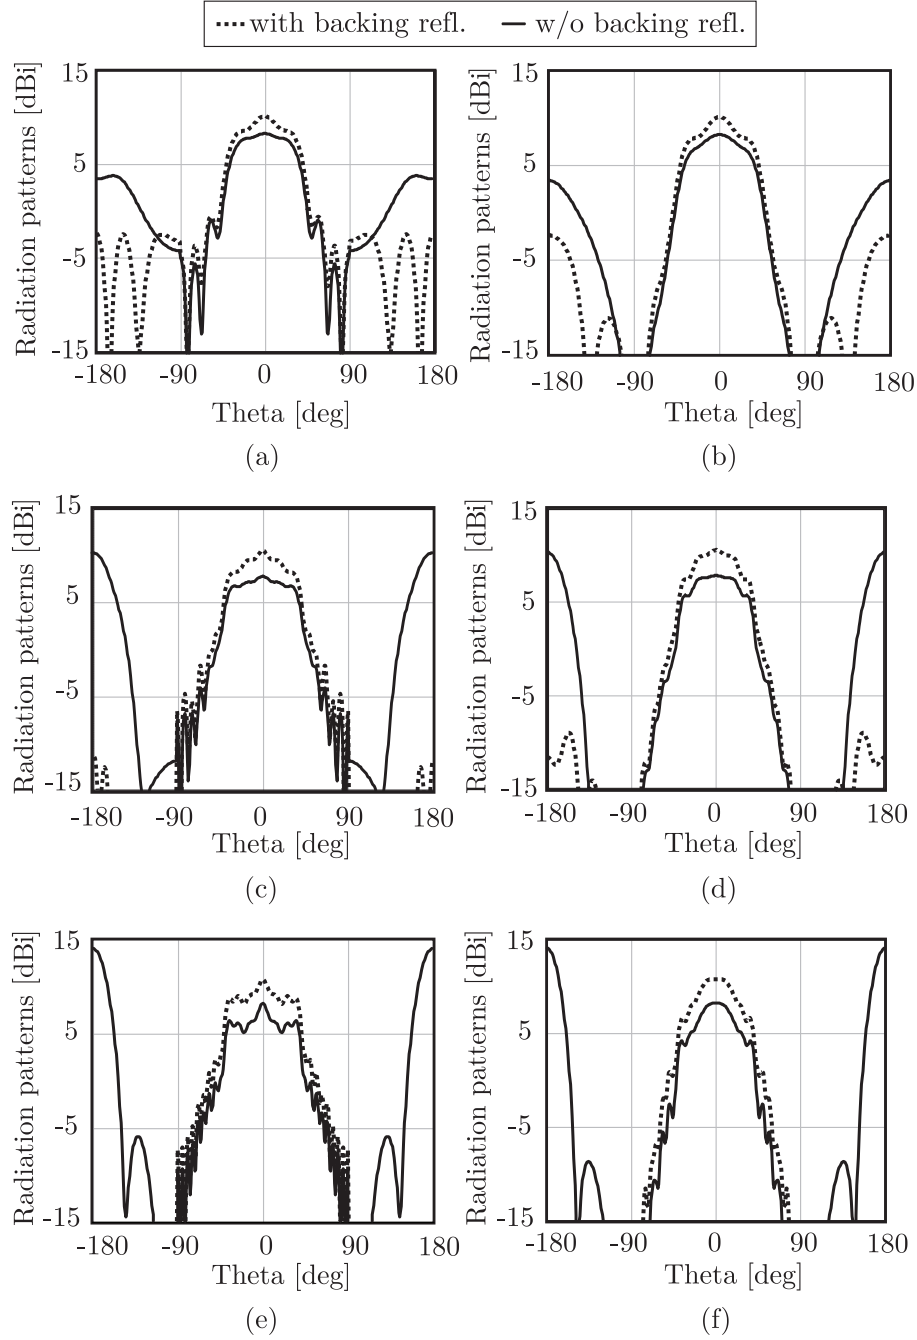 with backing refl. w/o backing refl.
Radiation patterns [dBi]
15
5
-5
-15
-180 -90 0 90 180
Theta [deg]
(a)
Radiation patterns [dBi]
15
5
-5
-15
-180 -90 0 90 180
Theta [deg]
(b)
Radiation patterns [dBi]
15
5
-5
-15
-180 -90 0 90 180
Theta [deg]
(c)
Radiation patterns [dBi]
15
5
-5
-15
-180 -90 0 90 180
Theta [deg]
(d)
Radiation patterns [dBi]
15
5
-5
-15
-180 -90 0 90 180
Theta [deg]
(e)
Radiation patterns [dBi]
15
5
-5
-15
-180 -90 0 90 180
Theta [deg]
(f)